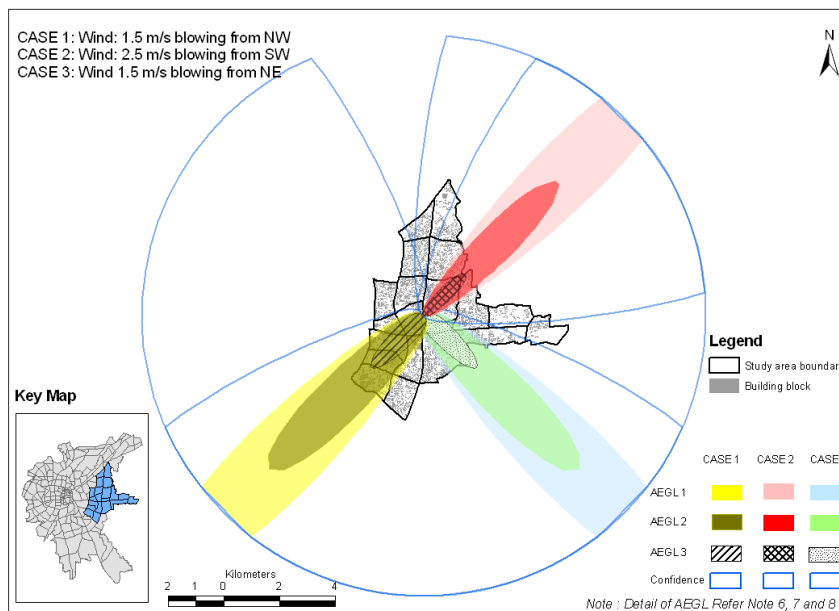 CASE 1: Wind: 1.5 m/s blowing from NW
CASE 2: Wind: 2.5 m/s blowing from SW
CASE 3: Wind 1.5 m/s blowing from NE
N
Legend
Study area boundar
Building block
Key Map
CASE 1 CASE 2 CASE
AEGL 1
AEGL 2
AEGL 3
Confidence
Kilometers
2 1 0 2 4
Note : Detail of AEGL Refer Note 6, 7 and 8